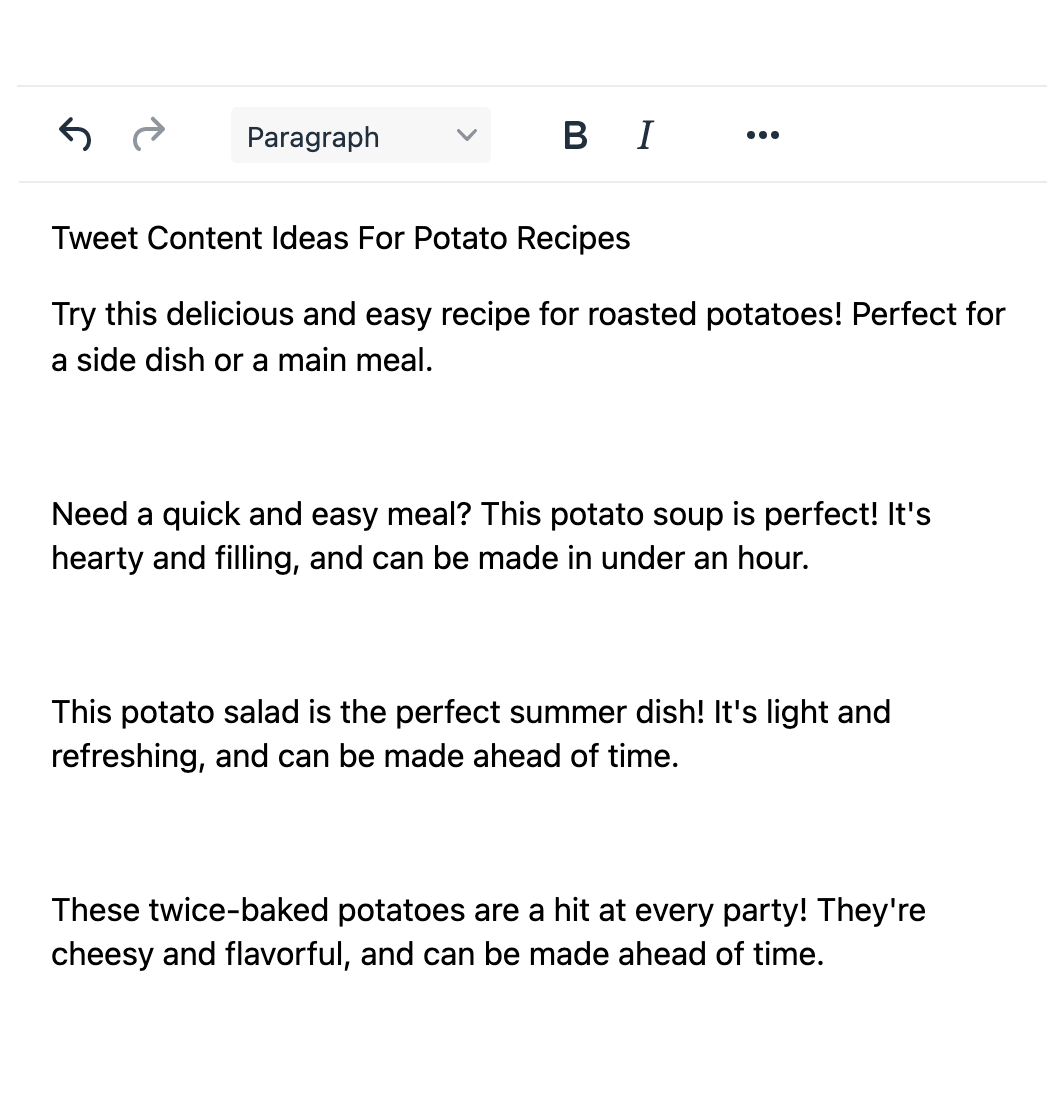 Paragraph B I
Tweet Content Ideas For Potato Recipes
Try this delicious and easy recipe for roasted potatoes! Perfect for
a side dish or a main meal.
Need a quick and easy meal? This potato soup is perfect! It's
hearty and filling, and can be made in under an hour.
This potato salad is the perfect summer dish! It's light and
refreshing, and can be made ahead of time.
These twice-baked potatoes are a hit at every party! They're
cheesy and flavorful, and can be made ahead of time.